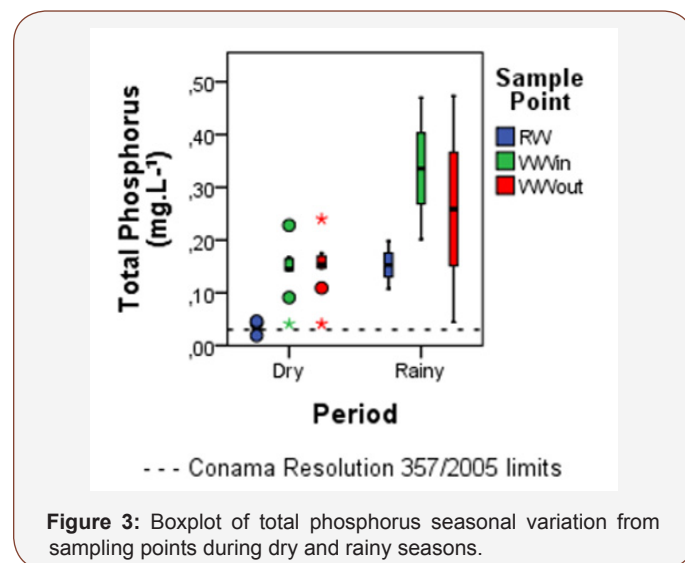 Total Phosphorus
(mg.L-¹)
,50
,40
,30
,20
,10
,00
Dry
Rainy
Period
Sample
Point
RW
WWin
WWout
--- Conama Resolution 357/2005 limits
Figure 3: Boxplot of total phosphorus seasonal variation from
sampling points during dry and rainy seasons.